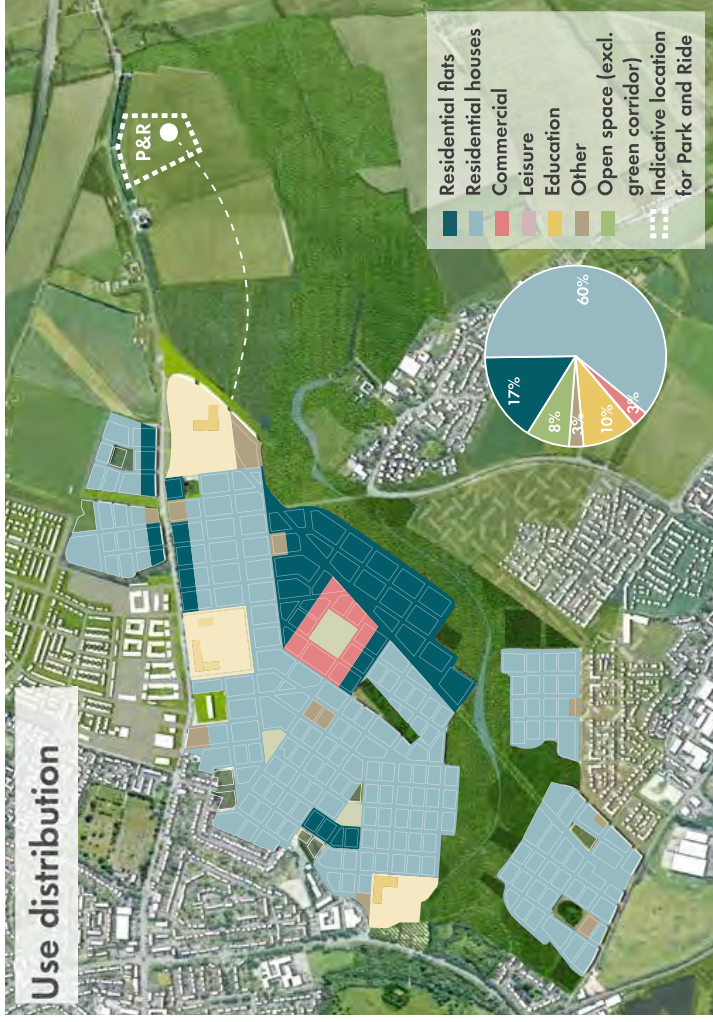 Use distribution
P&R
Residential flats
Residential houses
Commercial
Leisure
Education
Other
Open space (excl.
green corridor)
Indicative location
for Park and Ride
17%
60%
8%
3%
10%
3%